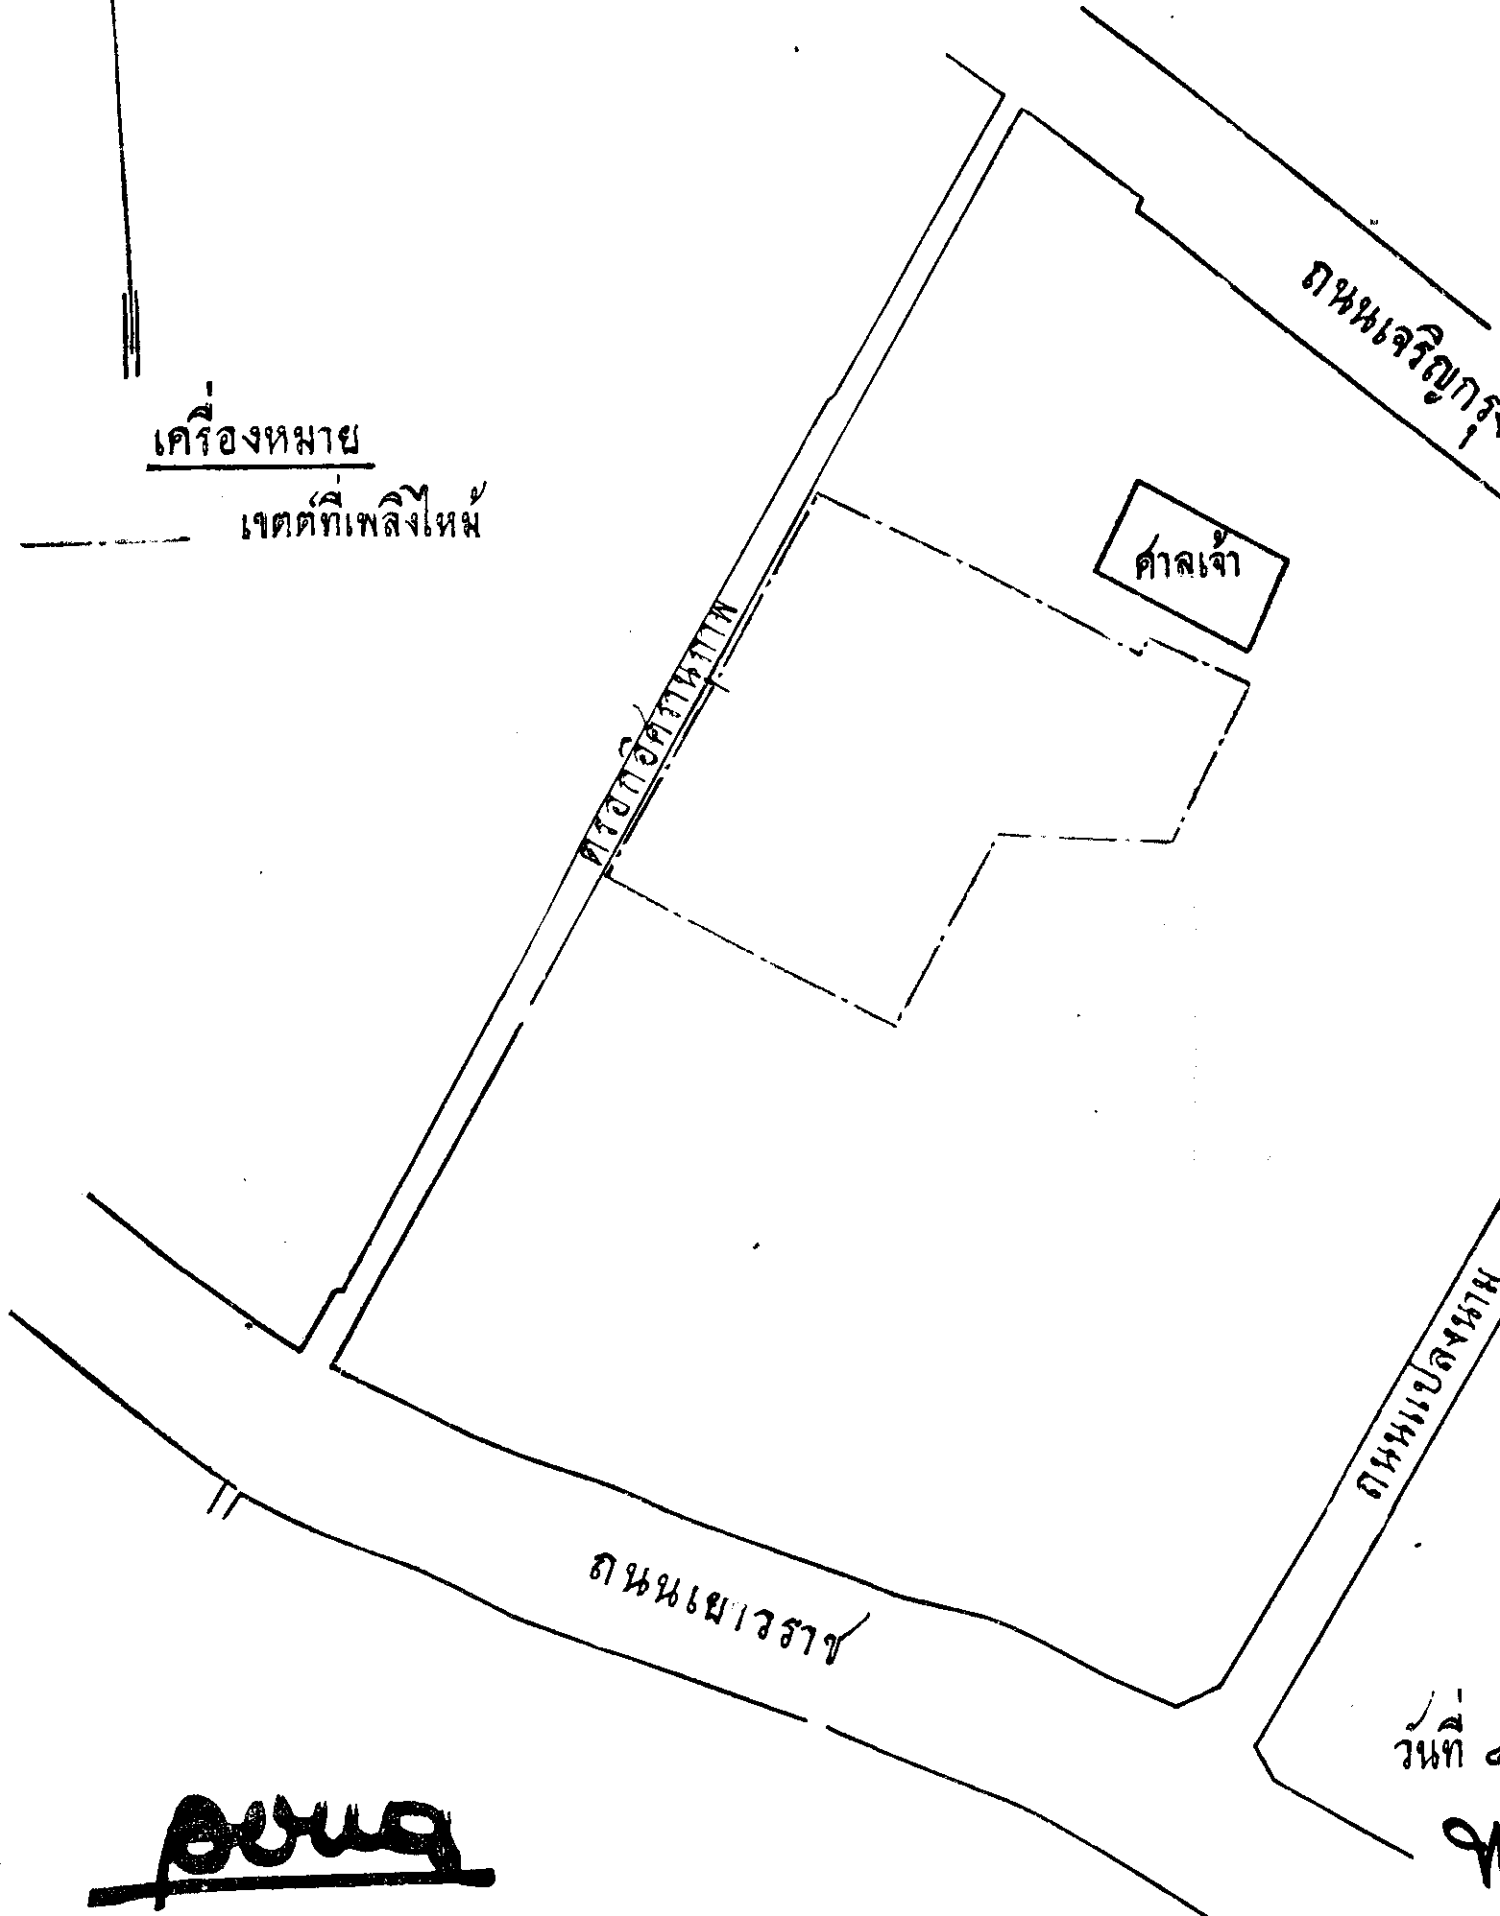 ถนนเจริญกรุ
เครื่องหมาย
เขตต์ที่เพลิงไหม้
ศาลเจ้า
ตรอกอิศรานุภาพ
ถนนแปลงนาม
ถนนเยาวราช
วันที่